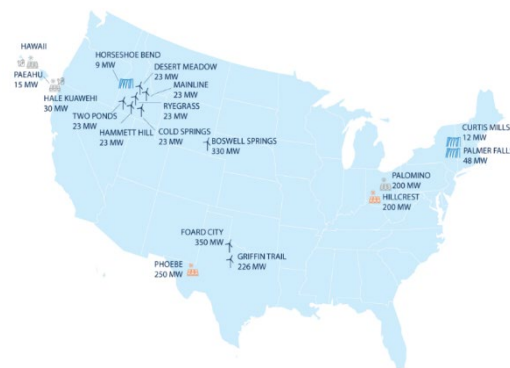 HAWAII
PAEAHU
15 MW
HALE KUAWEHI
30 MW
HORSESHOE BEND
9 MW
DESERT MEADOW
23 MW
MAINLINE
23 MW
RYEGRASS
23 MW
TWO PONDS
23 MW
HAMMETT HILL
23 MW
COLD SPRINGS
23 MW
BOSWELL SPRINGS
330 MW
CURTIS MILLS
12 MW
PALMER FALL
48 MW
PALOMINO
200 MW
HILLCREST
200 MW
FOARD CITY
350 MW
GRIFFIN TRAIL
226 MW
PHOEBE
250 MW